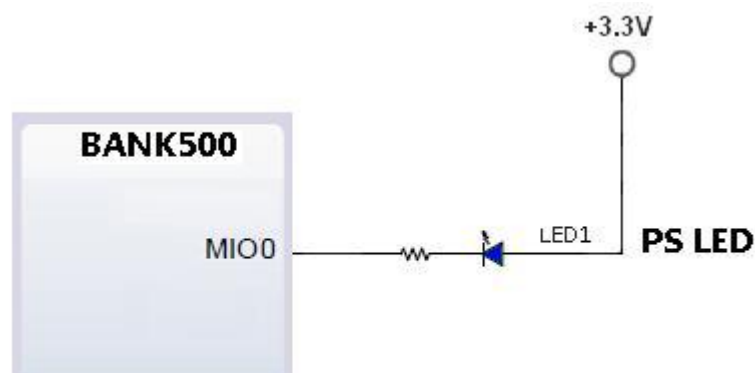 +3.3V
BANK500
MIO0
LED1
PS LED